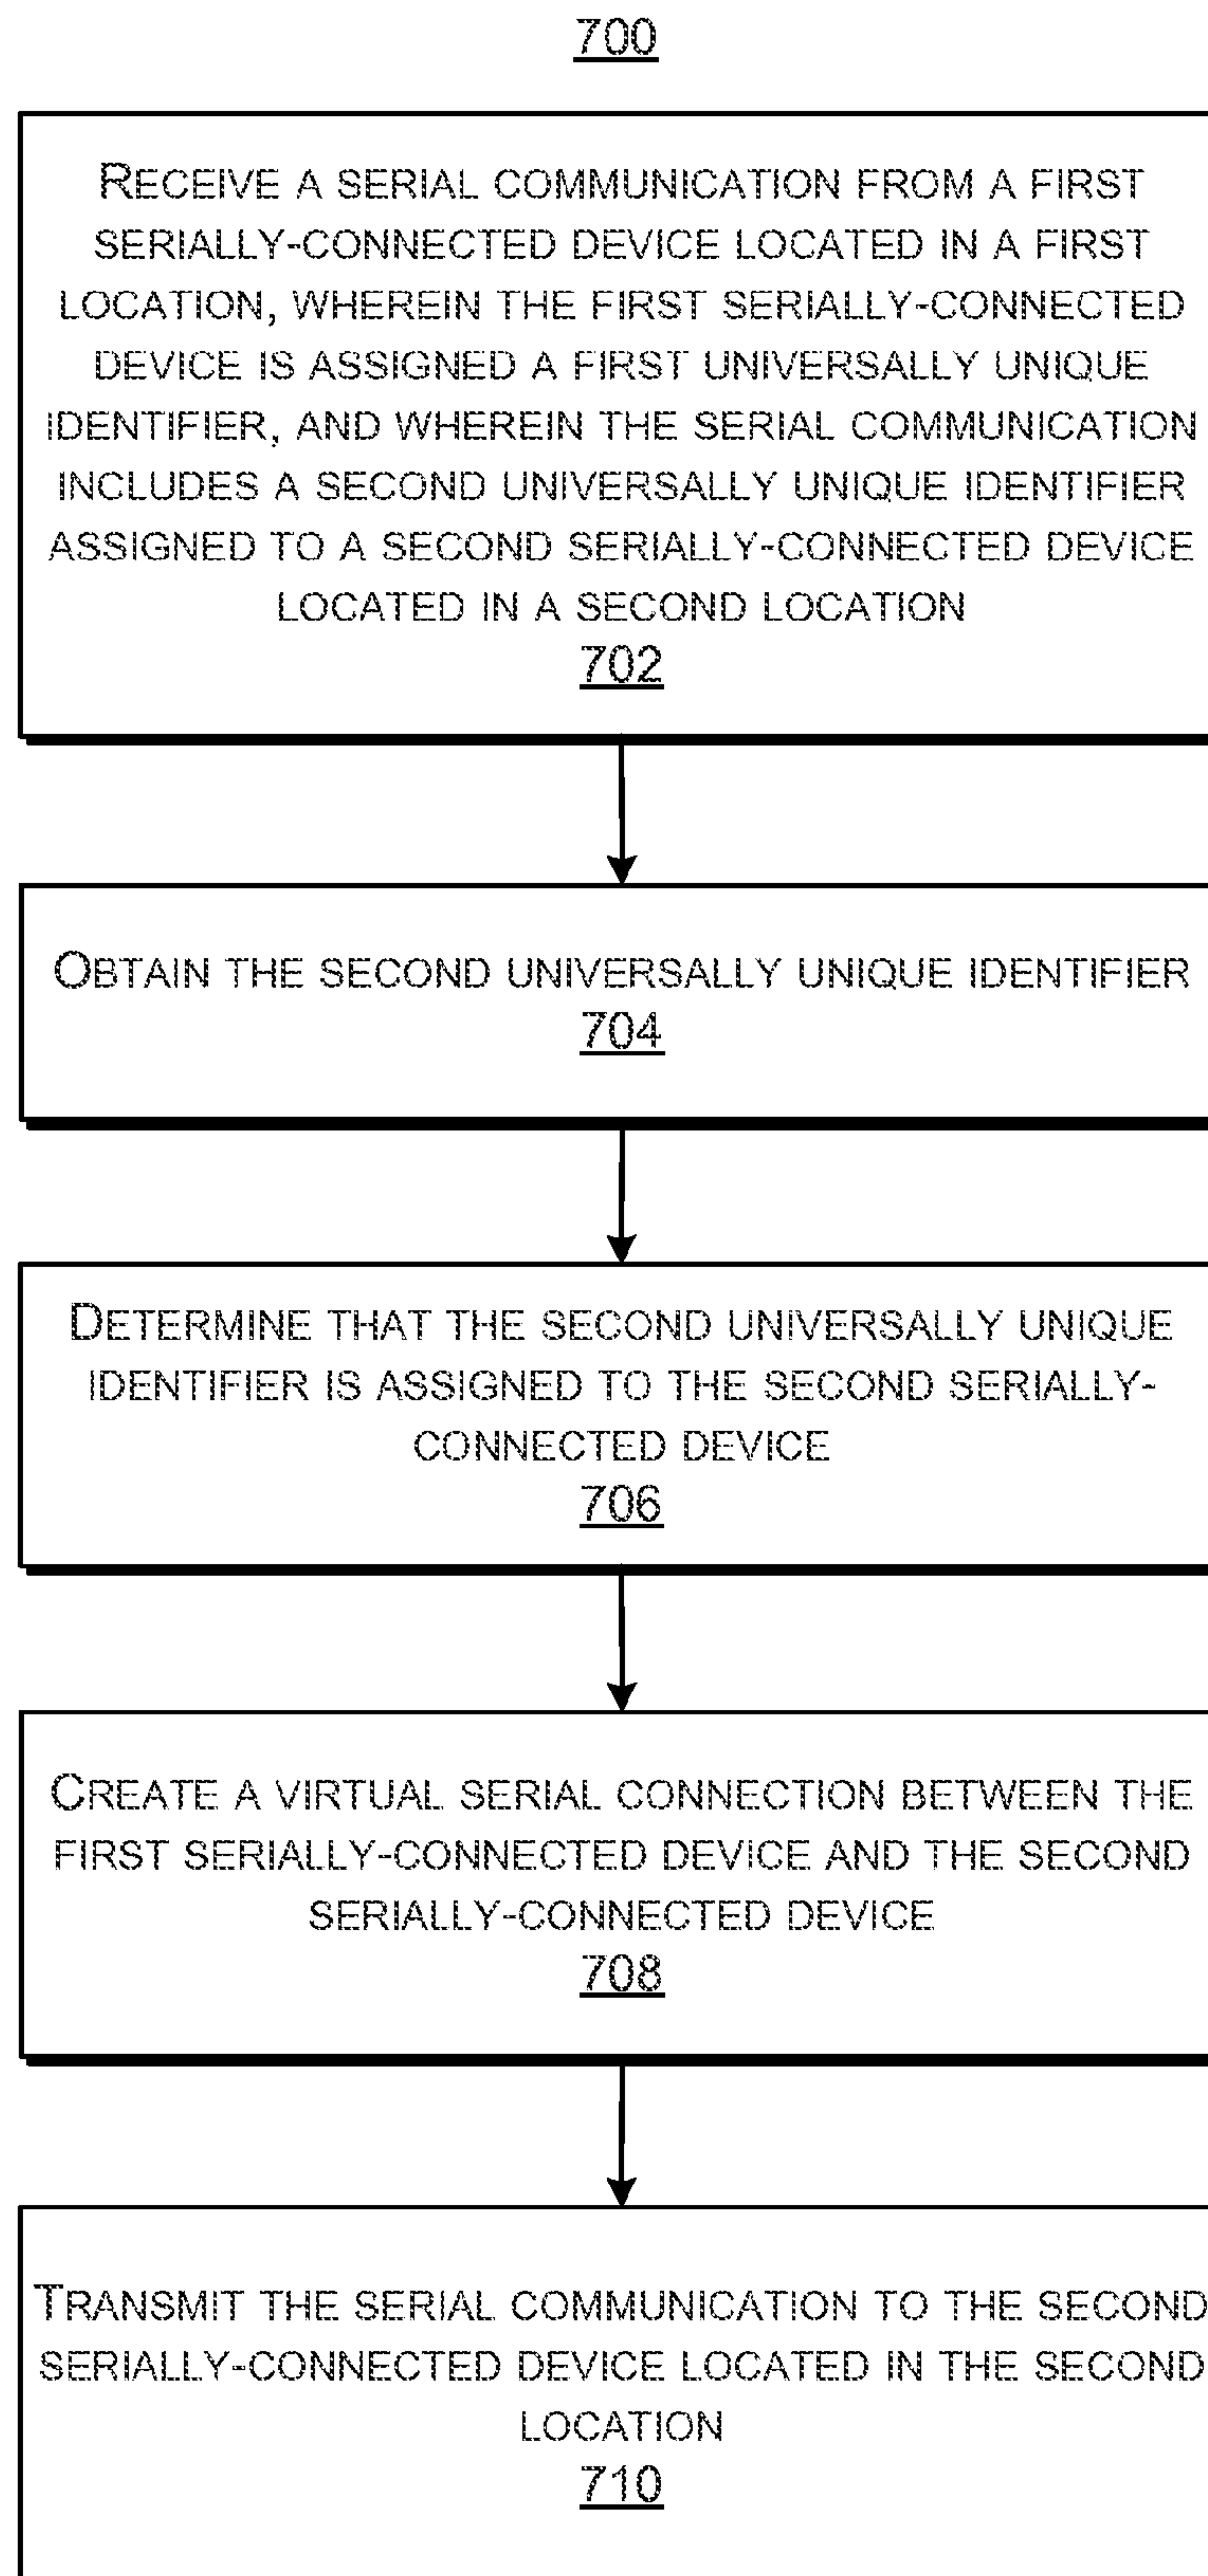 700
RECEIVE A SERIAL COMMUNICATION FROM A FIRST
SERIALLY-CONNECTED DEVICE LOCATED IN A FIRST
LOCATION, WHEREIN THE FIRST SERIALLY-CONNECTED
DEVICE IS ASSIGNED A FIRST UNIVERSALLY UNIQUE
IDENTIFIER, AND WHEREIN THE SERIAL COMMUNICATION
INCLUDES A SECOND UNIVERSALLY UNIQUE IDENTIFIER
ASSIGNED TO A SECOND SERIALLY-CONNECTED DEVICE
LOCATED IN A SECOND LOCATION
702
OBTAIN THE SECOND UNIVERSALLY UNIQUE IDENTIFIER
704
DETERMINE THAT THE SECOND UNIVERSALLY UNIQUE
IDENTIFIER IS ASSIGNED TO THE SECOND SERIALLY-
CONNECTED DEVICE
706
CREATE A VIRTUAL SERIAL CONNECTION BETWEEN THE
FIRST SERIALLY-CONNECTED DEVICE AND THE SECOND
SERIALLY-CONNECTED DEVICE
708
TRANSMIT THE SERIAL COMMUNICATION TO THE SECOND
SERIALLY-CONNECTED DEVICE LOCATED IN THE SECOND
LOCATION
710